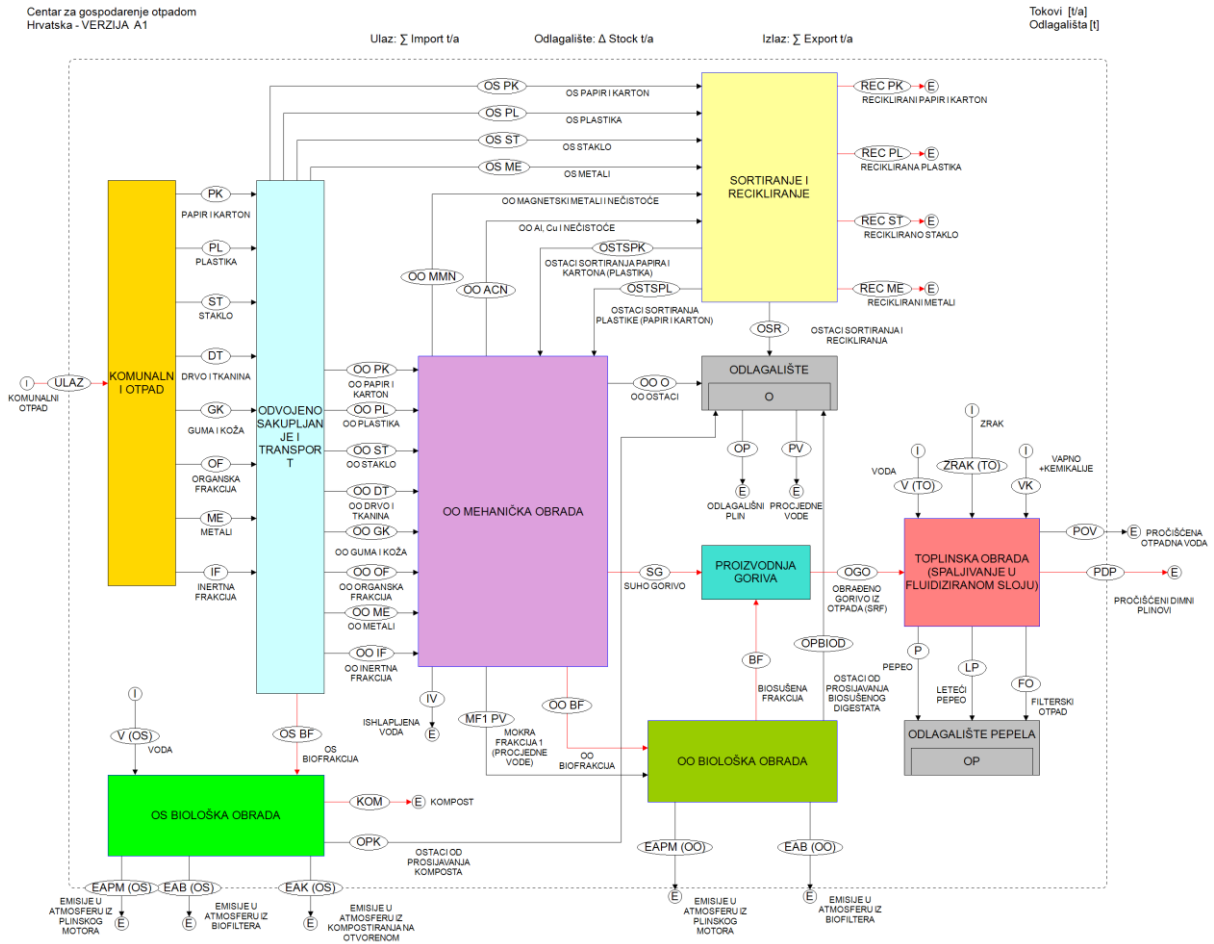 Centar za gospodarenje otpadom
Hrvatska - VERZIJA A1
Tokovi [t/a]
Odlagališta [t]
Ulaz: ∑ Import t/a
Odlagalište: Δ Stock t/a
Izlaz: ∑ Export t/a
OS PK
OS PAPIR I KARTON
OS PL
OS PLASTIKA
OS ST
OS STAKLO
OS ME
OS METALI
SORTIRANJE I
RECIKLIRANJE
REC PK
E
RECIKLIRANI PAPIR I KARTON
REC PL
E
RECIKLIRANA PLASTIKA
REC ST
E
RECIKLIRANO STAKLO
REC ME
E
RECIKLIRANI METALI
OO MAGNETSKI METALI I NEČISTOĆE
OO Al, Cu I NEČISTOĆE
OO MMN
OO ACN
OSTSPK
OSTACI SORTIRANJA PAPIRA I
KARTONA (PLASTIKA)
OSTSPL
OSTACI SORTIRANJA
PLASTIKE (PAPIR I KARTON)
OSR
OSTACI SORTIRANJA I
RECIKLIRANJA
I
ULAZ
KOMUNALNI
OTPAD
KOMUNALN
I OTPAD
PK
PAPIR I KARTON
PL
PLASTIKA
ST
STAKLO
DT
DRVO I TKANINA
GK
GUMA I KOŽA
OF
ORGANSKA
FRAKCIJA
ME
METALI
IF
INERTNA
FRAKCIJA
ODVOJENO
SAKUPLJAN
JE I
TRANSPOR
T
OO PK
OO PAPIR I
KARTON
OO PL
OO PLASTIKA
OO ST
OO STAKLO
OO DT
OO DRVO I
TKANINA
OO GK
OO GUMA I KOŽA
OO OF
OO ORGANSKA
FRAKCIJA
OO ME
OO METALI
OO IF
OO INERTNA
FRAKCIJA
OO MEHANIČKA OBRADA
OO O
OO OSTACI
ODLAGALIŠTE
O
OP
E
ODLAGALIŠNI
PLIN
PV
E
PROCJEDNE
VODE
SG
SUHO GORIVO
PROIZVODNJA
GORIVA
OGO
OBRAĐENO
GORIVO IZ
OTPADA (SRF)
I
ZRAK
ZRAK (TO)
I
VODA
V (TO)
I
VAPNO
+KEMIKALIJE
VK
TOPLINSKA OBRADA
(SPALJIVANJE U
FLUIDIZIRANOM SLOJU)
POV
E
PROČIŠĆENA
OTPADNA VODA
PDP
E
PROČIŠĆENI DIMNI
PLINOVI
P
PEPEO
LP
LETEĆI
PEPEO
FO
FILTERSKI
OTPAD
ODLAGALIŠTE PEPELA
OP
BF
BIOSUŠENA
FRAKCIJA
OPBIOD
OSTACI OD
PROSIJAVANJA
BIOSUŠENOG
DIGESTATA
IV
E
ISHLAPLJENA
VODA
MF1 PV
MOKRA
FRAKCIJA 1
(PROCJEDNE
VODE)
OO BF
OO
BIOFRAKCIJA
OO BIOLOŠKA OBRADA
EAPM (OO)
E
EMISIJE U
ATMOSFERU IZ
PLINSKOG
MOTORA
EAB (OO)
E
EMISIJE U
ATMOSFERU IZ
BIOFILTERA
I
V (OS)
VODA
OS BF
OS
BIOFRAKCIJA
OS BIOLOŠKA OBRADA
KOM
E
KOMPOST
OPK
OSTACI OD
PROSIJAVANJA
KOMPOSTA
EAPM (OS)
E
EMISIJE U
ATMOSFERU IZ
PLINSKOG
MOTORA
EAB (OS)
E
EMISIJE U
ATMOSFERU IZ
BIOFILTERA
EAK (OS)
E
EMISIJE U
ATMOSFERU IZ
KOMPOSTIRANJA NA
OTVORENOM